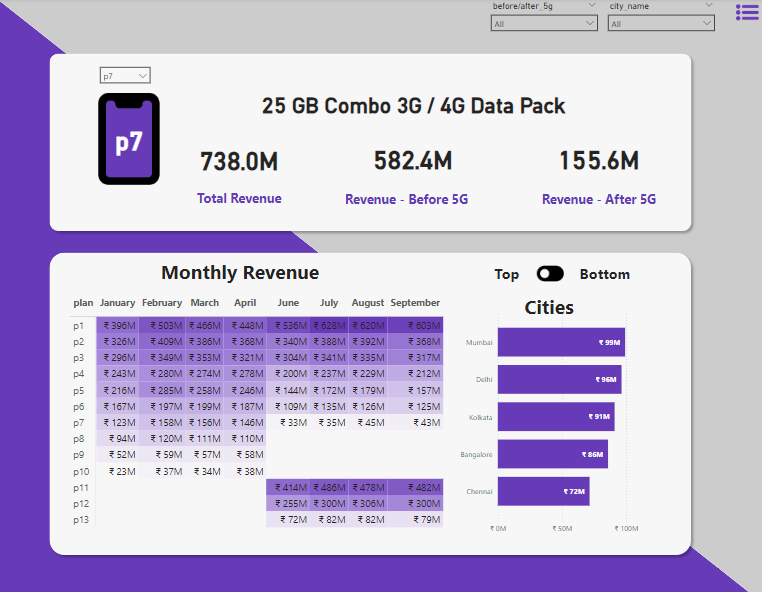 before/after_5g city_name
All All
p7
25 GB Combo 3G / 4G Data Pack
p7
738.0M 582.4M 155.6M
Total Revenue Revenue - Before 5G Revenue - After 5G
Monthly Revenue
plan January February March April June July August September
p1 ₹ 396M ₹ 503M ₹ 466M ₹ 448M ₹ 536M ₹ 628M ₹ 620M ₹ 603M
p2 ₹ 326M ₹ 409M ₹ 386M ₹ 368M ₹ 340M ₹ 388M ₹ 392M ₹ 368M
p3 ₹ 296M ₹ 349M ₹ 353M ₹ 321M ₹ 304M ₹ 341M ₹ 335M ₹ 317M
p4 ₹ 243M ₹ 280M ₹ 274M ₹ 278M ₹ 200M ₹ 237M ₹ 229M ₹ 212M
p5 ₹ 216M ₹ 285M ₹ 258M ₹ 246M ₹ 144M ₹ 172M ₹ 179M ₹ 157M
p6 ₹ 167M ₹ 197M ₹ 199M ₹ 187M ₹ 109M ₹ 135M ₹ 126M ₹ 125M
p7 ₹ 123M ₹ 158M ₹ 156M ₹ 146M ₹ 33M ₹ 35M ₹ 45M ₹ 43M
p8 ₹ 94M ₹ 120M ₹ 111M ₹ 110M
p9 ₹ 52M ₹ 59M ₹ 57M ₹ 58M
p10 ₹ 23M ₹ 37M ₹ 34M ₹ 38M
p11 ₹ 414M ₹ 486M ₹ 478M ₹ 482M
p12 ₹ 255M ₹ 300M ₹ 306M ₹ 300M
p13 ₹ 72M ₹ 82M ₹ 82M ₹ 79M
Top Bottom
Cities
Mumbai ₹ 99M
Delhi ₹ 96M
Kolkata ₹ 91M
Bangalore ₹ 86M
Chennai ₹ 72M
₹ 0M ₹ 50M ₹ 100M